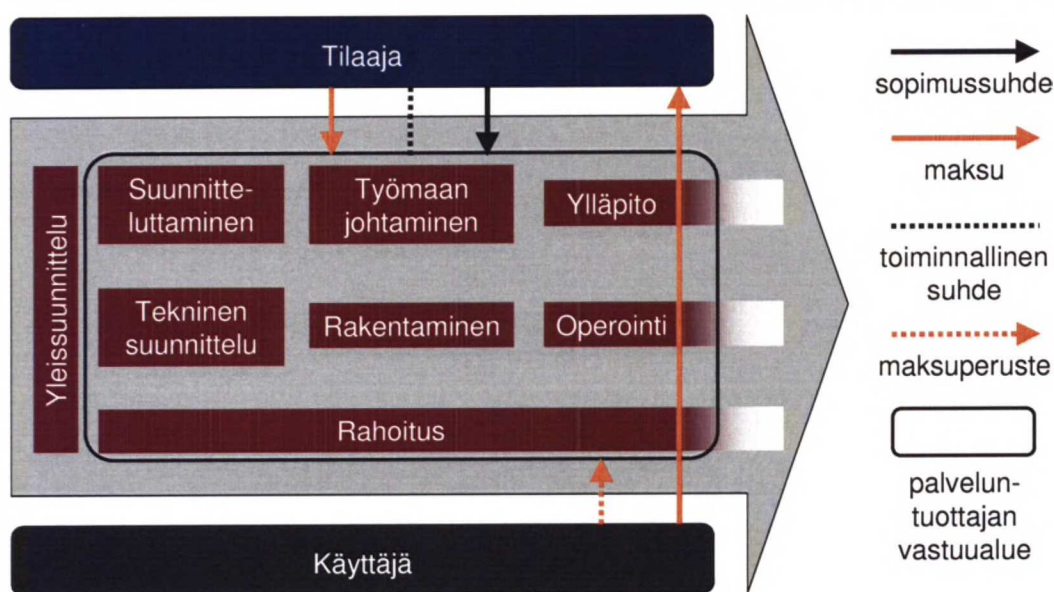 Tilaaja
Yleissuunnittelu
Suunnitte-
luttaminen
Työmaan
johtaminen
Ylläpito
Tekninen
suunnittelu
Rakentaminen
Operointi
Rahoitus
Käyttäjä
sopimussuhde
maksu
toiminnallinen
suhde
maksuperuste
palvelun-
tuottajan
vastuualue